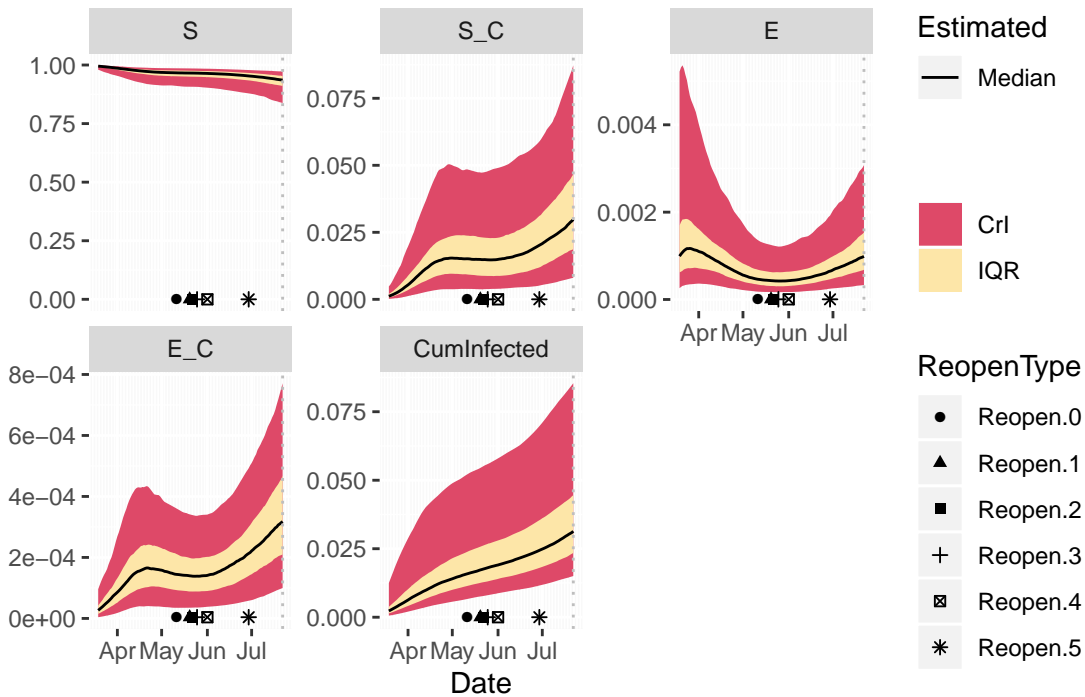 S
S_C
E
1.00
0.75
0.50
0.25
0.00
0.075
0.050
0.025
0.000
0.004
0.002
0.000
Apr May Jun Jul
E_C
CumInfected
8e−04
6e−04
4e−04
2e−04
0e+00
Apr May Jun Jul
0.075
0.050
0.025
0.000
Apr May Jun Jul
Date
Estimated
Median
CrI
IQR
ReopenType
Reopen.0
Reopen.1
Reopen.2
Reopen.3
Reopen.4
Reopen.5